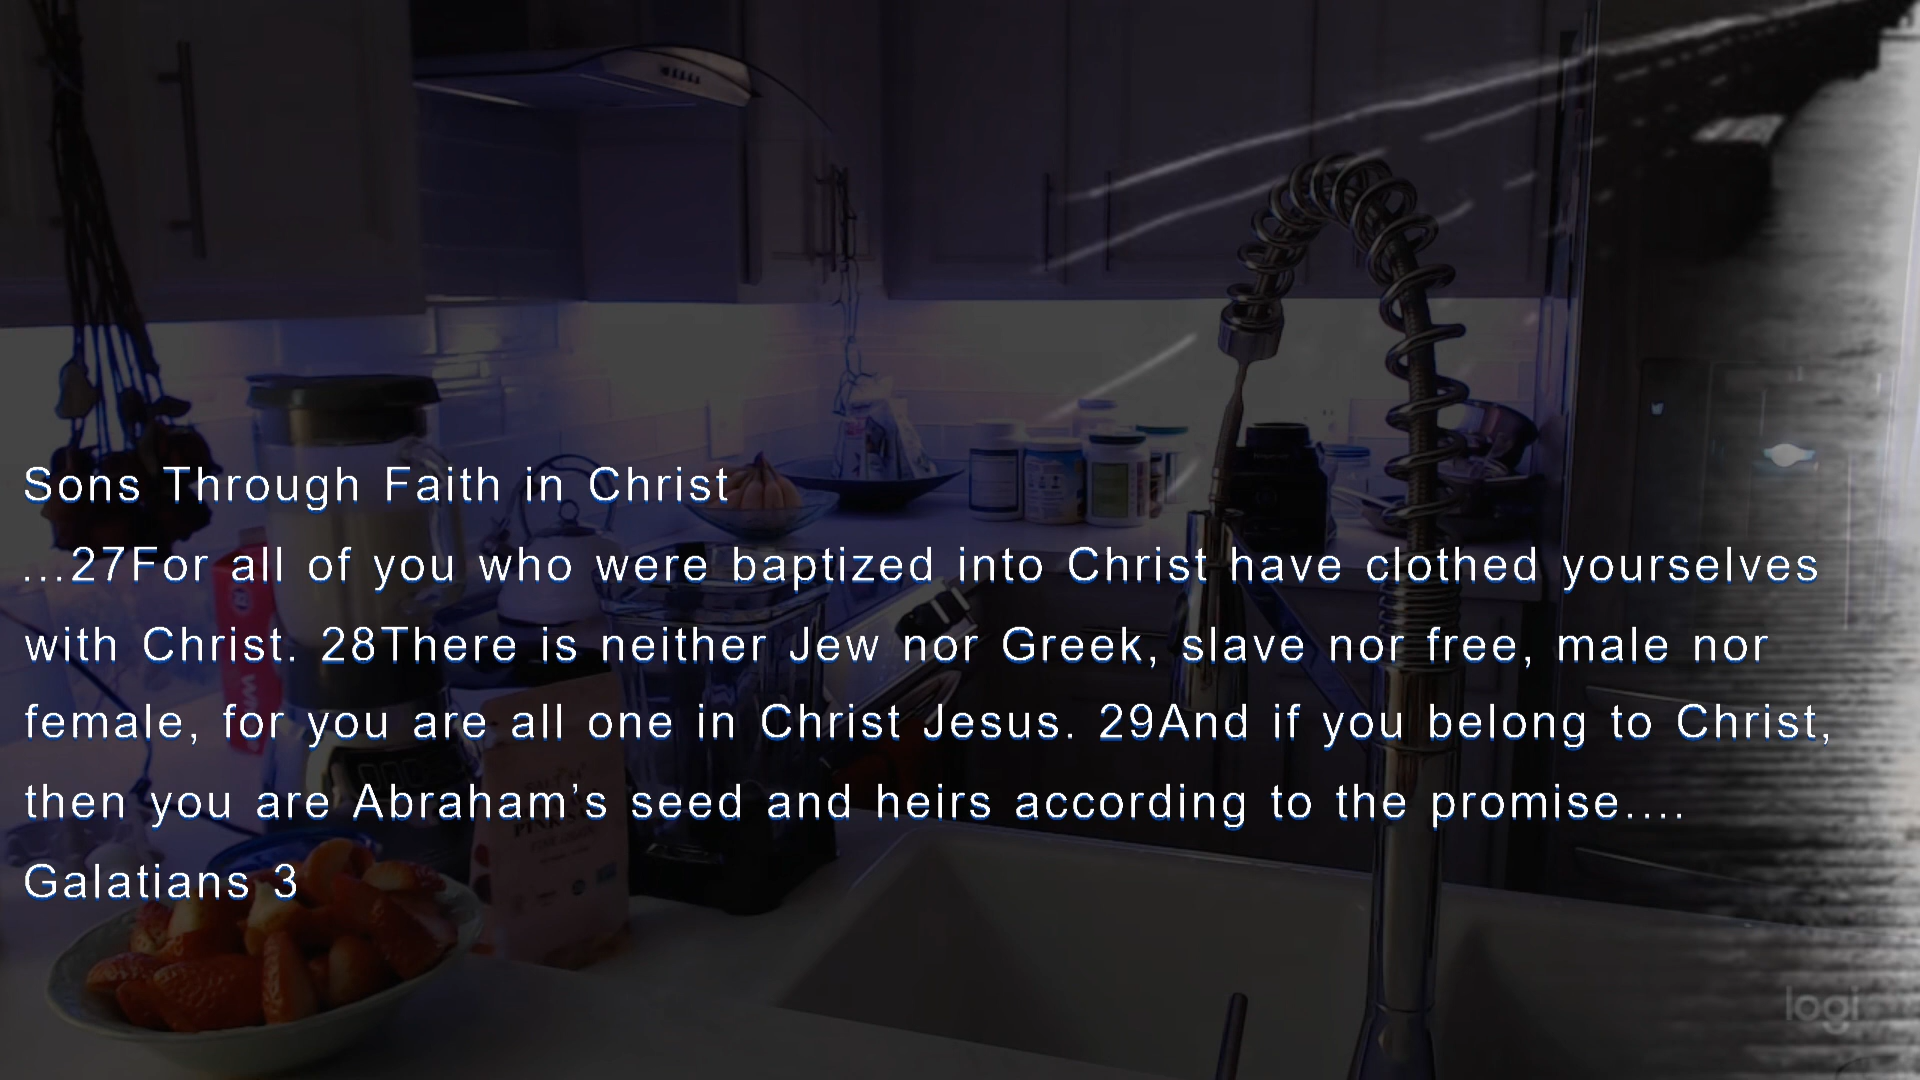 Sons Through Faith in Christ
…27For all of you who were baptized into Christ have clothed yourselves
with Christ. 28There is neither Jew nor Greek, slave nor free, male nor
female, for you are all one in Christ Jesus. 29And if you belong to Christ,
then you are Abraham’s seed and heirs according to the promise.…
Galatians 3
logi